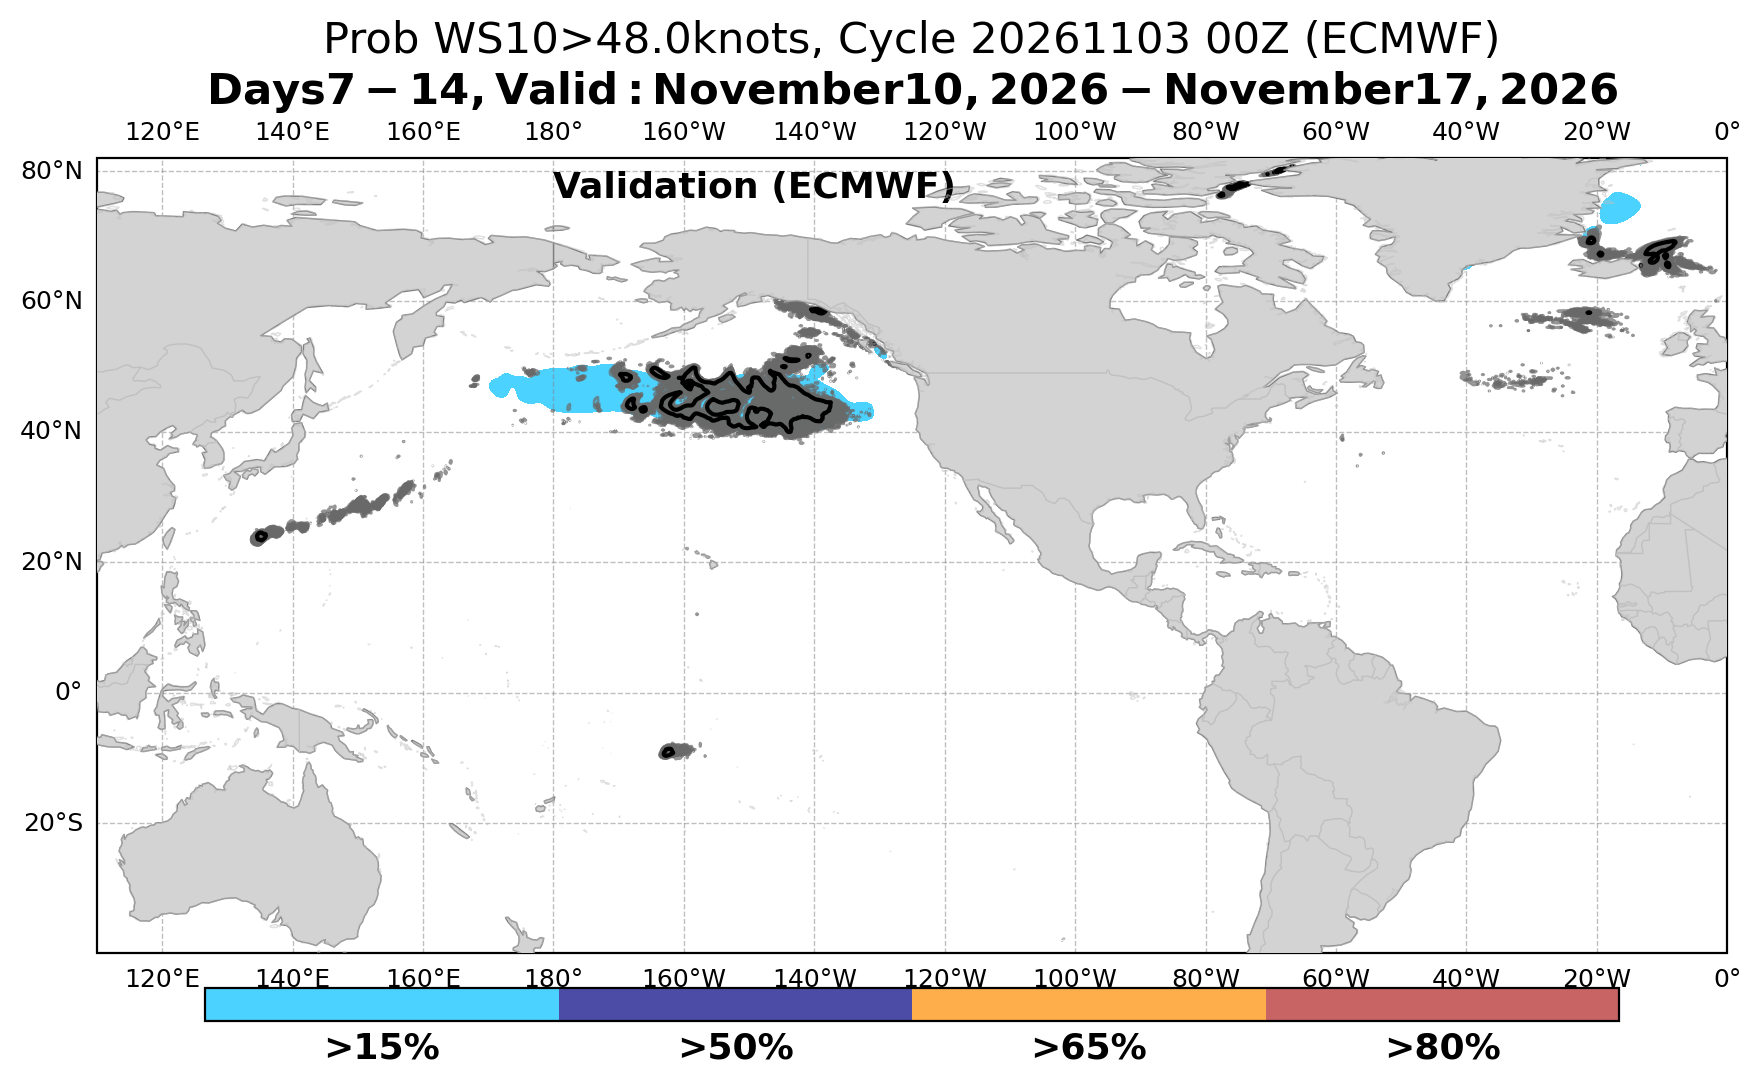 Prob WS10>48.0knots, Cycle 20261103 00Z (ECMWF)
Days7 − 14, Valid : November10, 2026 − November17, 2026
120°E 140°E 160°E 180° 160°W 140°W 120°W 100°W 80°W 60°W 40°W 20°W 0°
80°N
Validation (ECMWF)
60°N
40°N
20°N
0°
20°S
120°E 140°E 160°E 180° 160°W 140°W 120°W 100°W 80°W 60°W 40°W 20°W 0°
>15% >50% >65% >80%